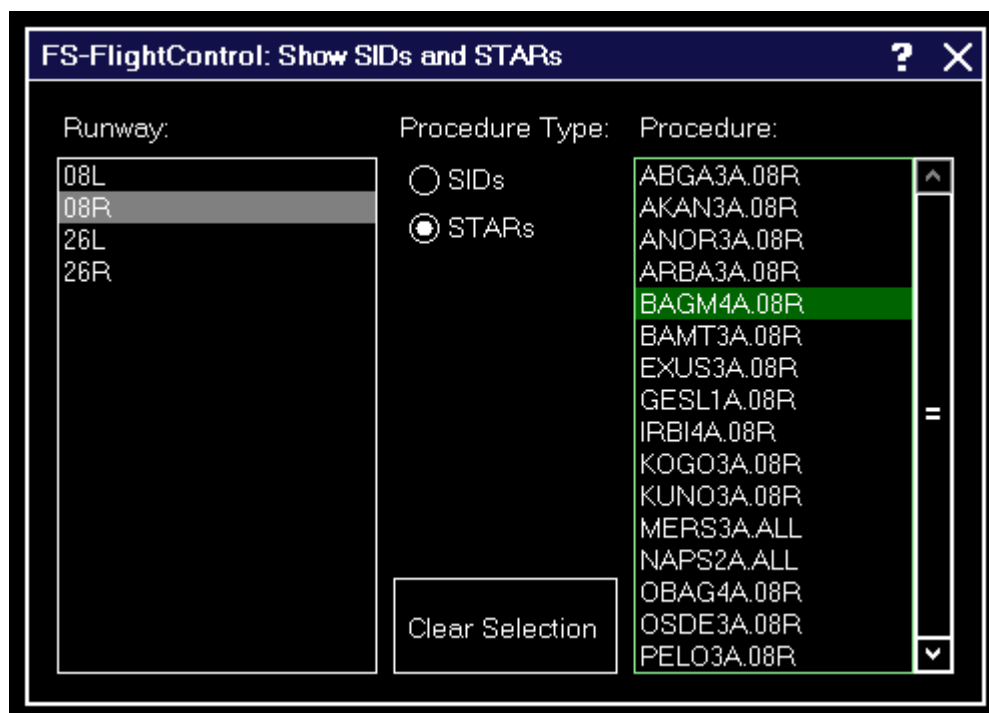 FS-FlightControl: Show SIDs and STARs ? X
Runway:
08L
08R
26L
26R
Procedure Type:
SIDs
STARs
Clear Selection
Procedure:
ABGA3A.08R
AKAN3A.08R
ANOR3A.08R
ARBA3A.08R
BAGM4A.08R
BAMT3A.08R
EXUS3A.08R
GESL1A.08R
IRBI4A.08R
KOGO3A.08R
KUNO3A.08R
MERS3A.ALL
NAPS2A.ALL
OBAG4A.08R
OSDE3A.08R
PELO3A.08R